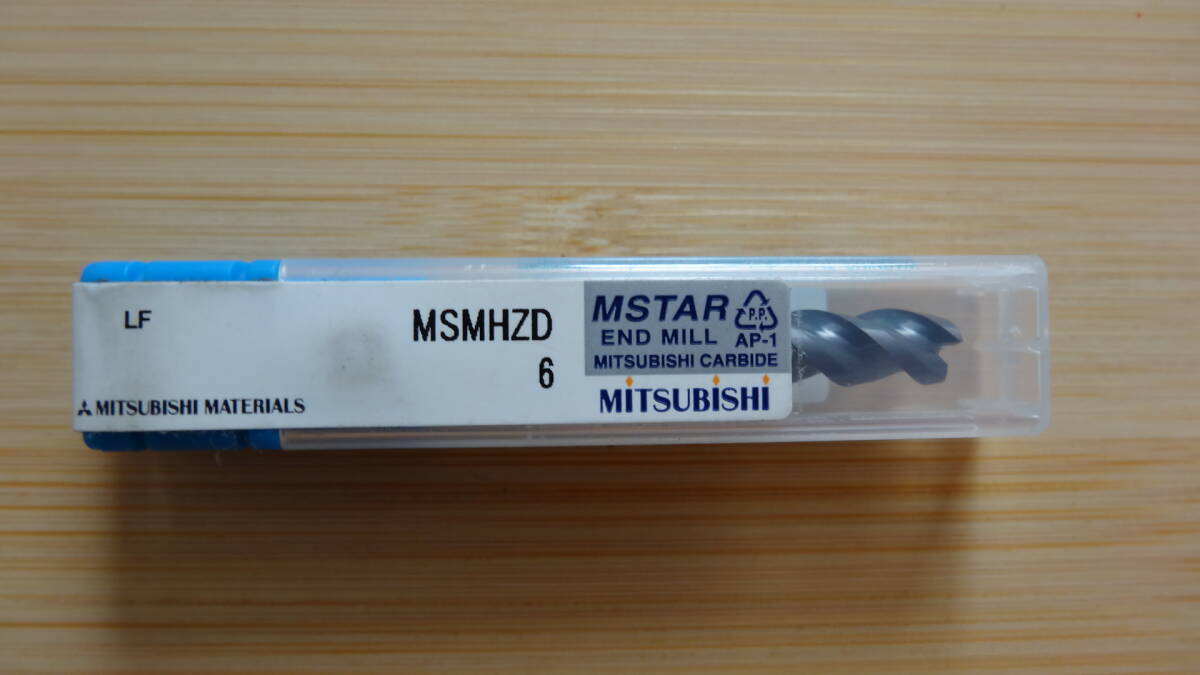 LF
MSMHZD
6
MITSUBISHI MATERIALS
MSTAR
END MILL
MITSUBISHI CARBIDE
P.P.
AP-1
MITSUBISHI